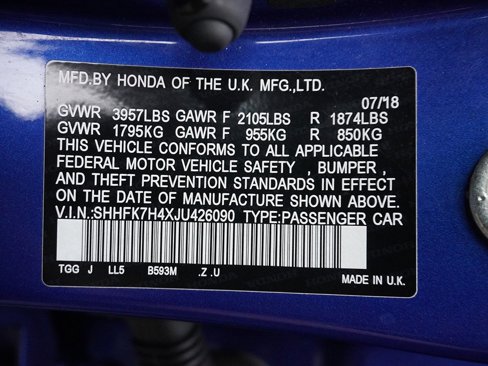 MFD.BY HONDA OF THE U.K. MFG.,LTD.
07/18
GVWR 3957LBS GAWR F 2105LBS R 1874LBS
GVWR 1795KG GAWR F 955KG R 850KG
THIS VEHICLE CONFORMS TO ALL APPLICABLE
FEDERAL MOTOR VEHICLE SAFETY , BUMPER ,
AND THEFT PREVENTION STANDARDS IN EFFECT
ON THE DATE OF MANUFACTURE SHOWN ABOVE.
V.I.N.:SHHFK7H4XJU426090 TYPE:PASSENGER CAR
TGG J LL5 B593M .Z .U
MADE IN U.K.